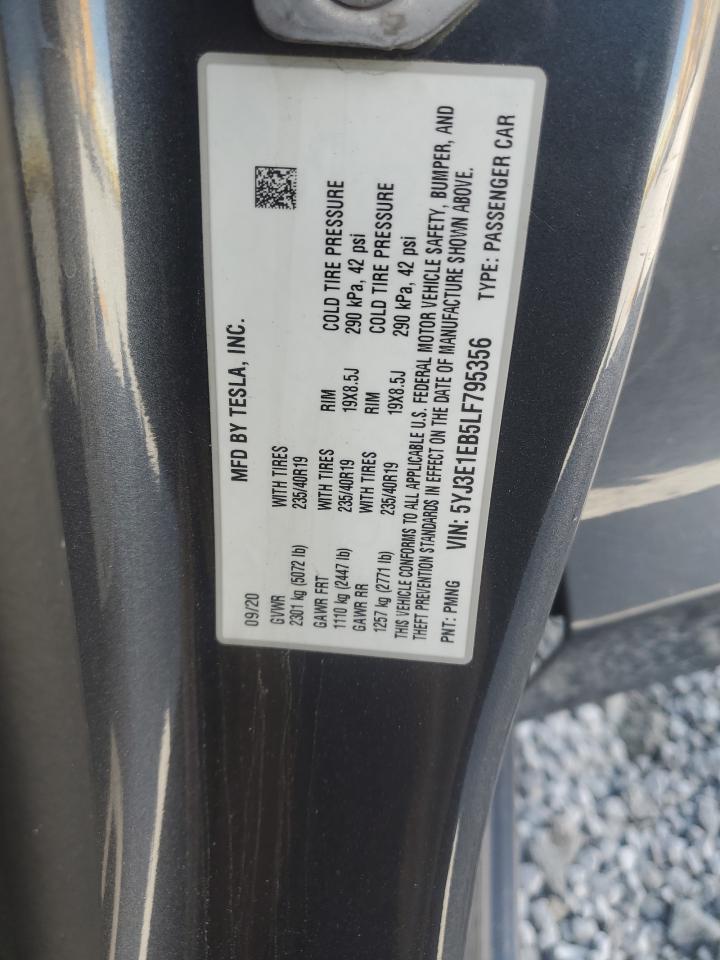 MFD BY TESLA, INC.
09/20
GVWR WITH TIRES
2301 kg (5072 lb) 235/40R19
GAWR FRT WITH TIRES RIM COLD TIRE PRESSURE
1110 kg (2447 lb) 235/40R19 19X8.5J 290 kPa, 42 psi
GAWR RR WITH TIRES RIM COLD TIRE PRESSURE
1257 kg (2771 lb) 235/40R19 19X8.5J 290 kPa, 42 psi
THIS VEHICLE CONFORMS TO ALL APPLICABLE U.S. FEDERAL MOTOR VEHICLE SAFETY, BUMPER, AND
THEFT PREVENTION STANDARDS IN EFFECT ON THE DATE OF MANUFACTURE SHOWN ABOVE.
PNT: PMNG VIN: 5YJ3E1EB5LF795356 TYPE: PASSENGER CAR